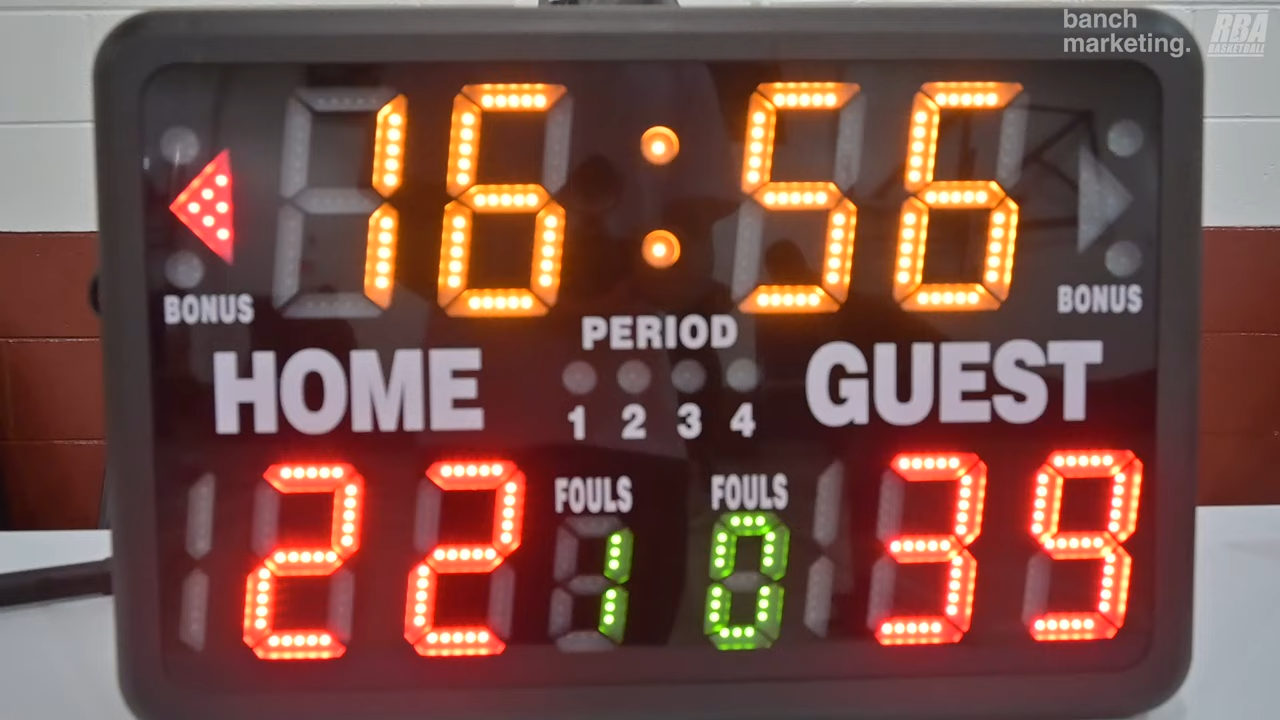 banch
marketing.
RBA
BASKETBALL
16:56
BONUS
PERIOD
BONUS
HOME
1 2 3 4
GUEST
22
FOULS
1
FOULS
0
39